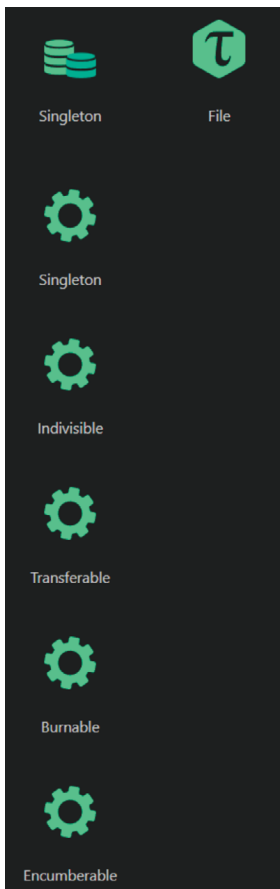 Singleton
File
Singleton
Indivisible
Transferable
Burnable
Encumberable